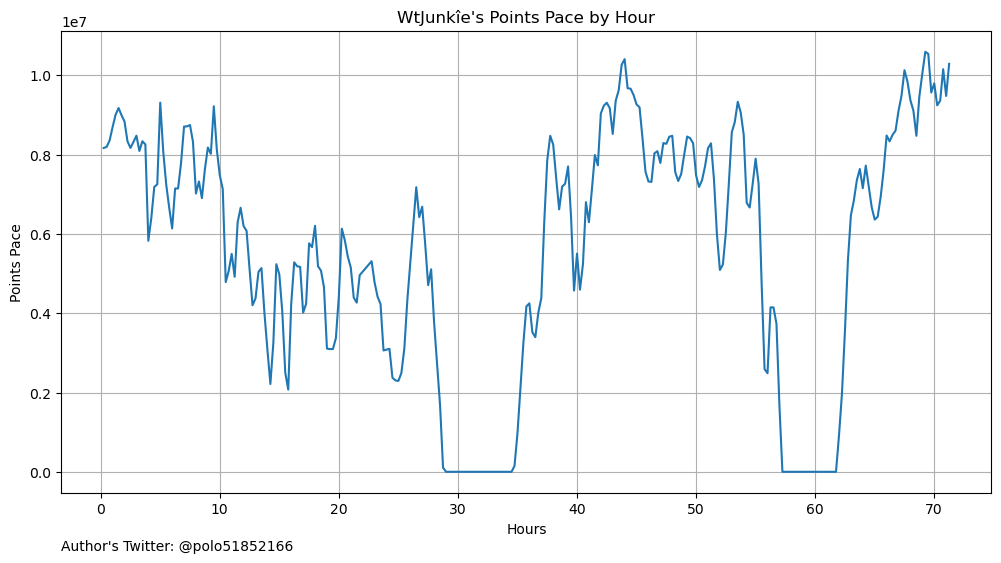 WtJunkîe's Points Pace by Hour
1e7
1.0
0.8
0.6
0.4
0.2
0.0
Points Pace
0 10 20 30 40 50 60 70
Hours
Author's Twitter: @polo51852166